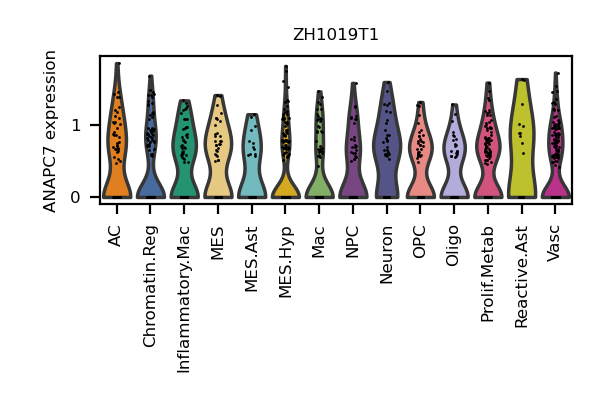 ZH1019T1
ANAPC7 expression
1
0
AC
Chromatin.Reg
Inflammatory.Mac
MES
MES.Ast
MES.Hyp
Mac
NPC
Neuron
OPC
Oligo
Prolif.Metab
Reactive.Ast
Vasc